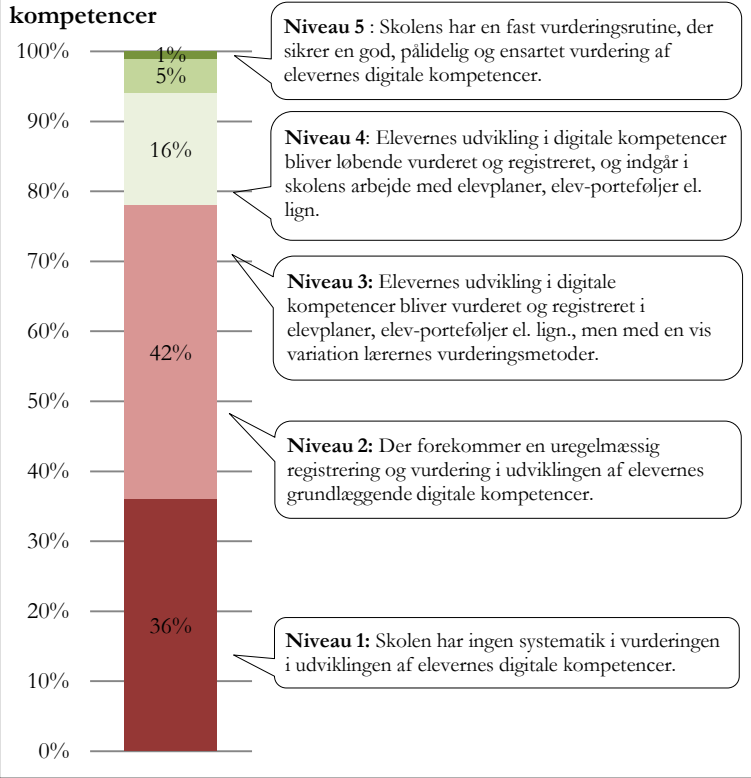 kompetencer
100%
90%
80%
70%
60%
50%
40%
30%
20%
10%
0%
1%
5%
16%
42%
36%
Niveau 5 : Skolens har en fast vurderingsrutine, der
sikrer en god, pålidelig og ensartet vurdering af
elevernes digitale kompetencer.
Niveau 4: Elevernes udvikling i digitale kompetencer
bliver løbende vurderet og registreret, og indgår i
skolens arbejde med elevplaner, elev-porteføljer el.
lign.
Niveau 3: Elevernes udvikling i digitale
kompetencer bliver vurderet og registreret i
elevplaner, elev-porteføljer el. lign., men med en vis
variation lærernes vurderingsmetoder.
Niveau 2: Der forekommer en uregelmæssig
registrering og vurdering i udviklingen af elevernes
grundlæggende digitale kompetencer.
Niveau 1: Skolen har ingen systematik i vurderingen
i udviklingen af elevernes digitale kompetencer.